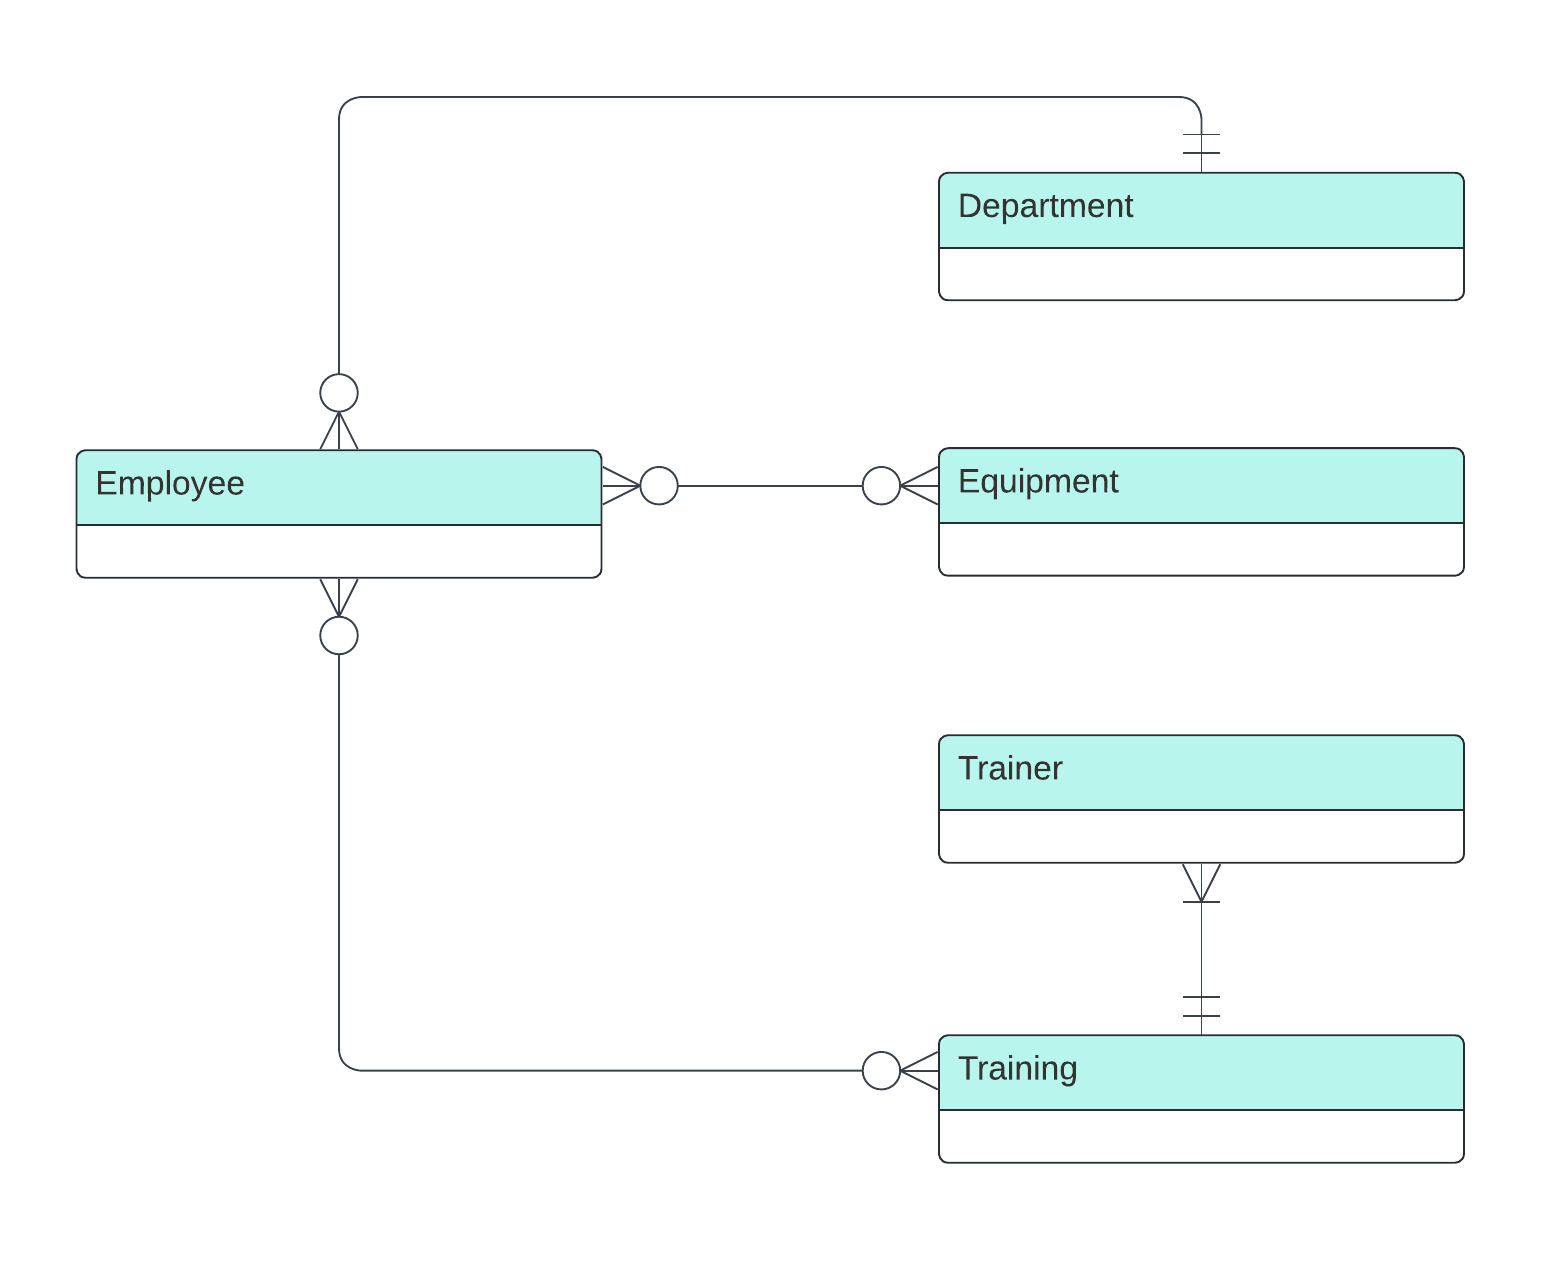 Department
Employee
Equipment
Trainer
Training